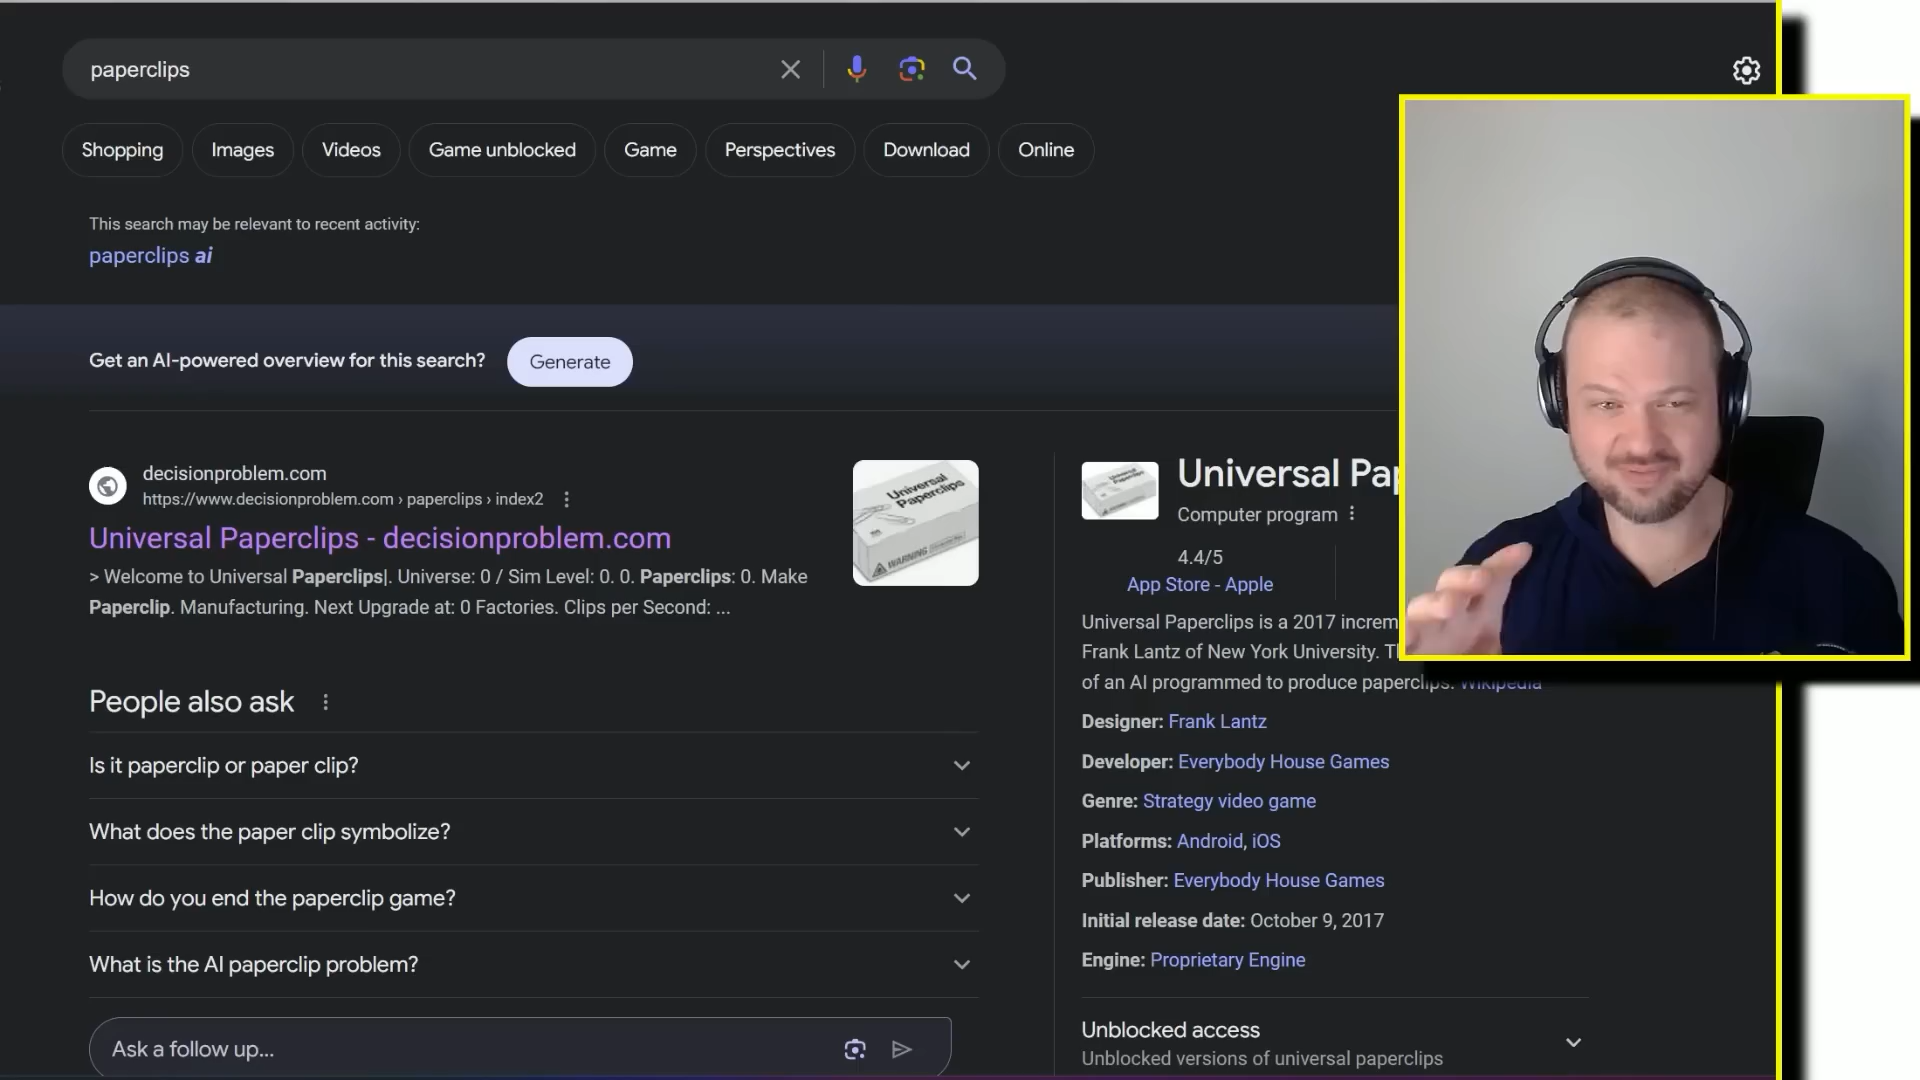 paperclips
Shopping
Images
Videos
Game unblocked
Game
Perspectives
Download
Online
This search may be relevant to recent activity:
paperclips ai
Get an AI-powered overview for this search?
Generate
decisionproblem.com
https://www.decisionproblem.com › paperclips › index2
Universal Paperclips - decisionproblem.com
> Welcome to Universal Paperclips|. Universe: 0 / Sim Level: 0. 0. Paperclips: 0. Make
Paperclip. Manufacturing. Next Upgrade at: 0 Factories. Clips per Second: ...
Universal
Paperclips
WARNING
People also ask
Is it paperclip or paper clip?
What does the paper clip symbolize?
How do you end the paperclip game?
What is the AI paperclip problem?
Ask a follow up...
Universal
Paperclips
Universal Pap
Computer program
4.4/5
App Store - Apple
Universal Paperclips is a 2017 increm
Frank Lantz of New York University. Th
of an AI programmed to produce paperclips. Wikipedia
Designer: Frank Lantz
Developer: Everybody House Games
Genre: Strategy video game
Platforms: Android, iOS
Publisher: Everybody House Games
Initial release date: October 9, 2017
Engine: Proprietary Engine
Unblocked access
Unblocked versions of universal paperclips